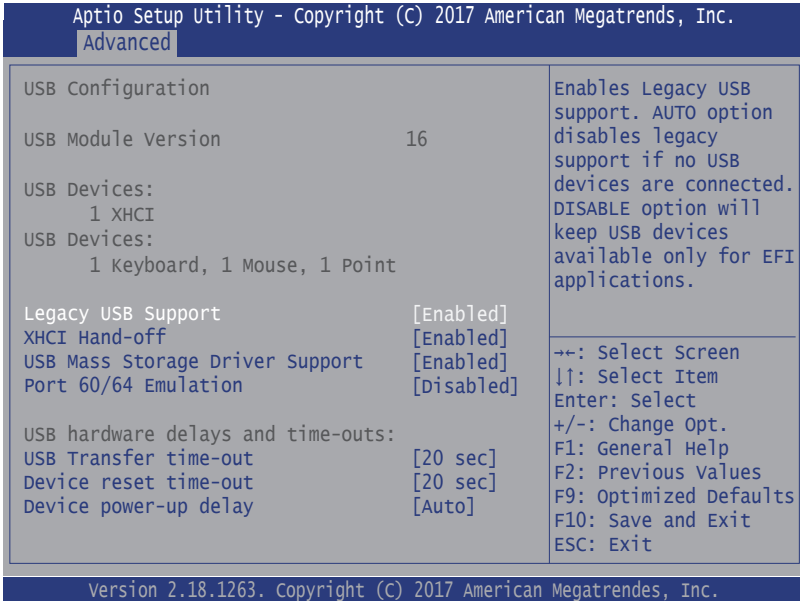 Aptio Setup Utility - Copyright (C) 2017 American Megatrends, Inc.
Advanced
USB Configuration
USB Module Version 16
USB Devices:
1 XHCI
USB Devices:
1 Keyboard, 1 Mouse, 1 Point
Legacy USB Support [Enabled]
XHCI Hand-off [Enabled]
USB Mass Storage Driver Support [Enabled]
Port 60/64 Emulation [Disabled]
USB hardware delays and time-outs:
USB Transfer time-out [20 sec]
Device reset time-out [20 sec]
Device power-up delay [Auto]
Enables Legacy USB
support. AUTO option
disables legacy
support if no USB
devices are connected.
DISABLE option will
keep USB devices
available only for EFI
applications.
→←: Select Screen
↓↑: Select Item
Enter: Select
+/-: Change Opt.
F1: General Help
F2: Previous Values
F9: Optimized Defaults
F10: Save and Exit
ESC: Exit
Version 2.18.1263. Copyright (C) 2017 American Megatrendes, Inc.